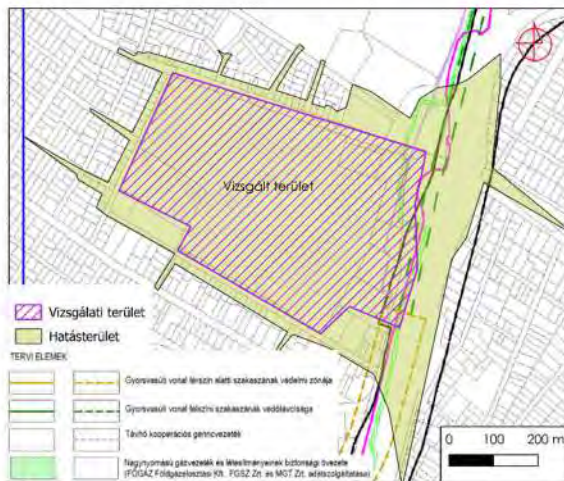 Vizsgált terület
Vizsgálati terület
Hatásterület
TERVI ELEMEK
Gyorsvasúti vonal térszín alatti szakaszának védelmi zónája
Gyorsvasúti vonal felszíni szakaszának védőtávolsága
Távhő kooperációs gerincvezeték
Nagynyomású gázvezeték és létesítményeinek biztonsági övezete
(FŐGÁZ Földgázelosztási Kft., FGSZ Zrt. és MGT Zrt. adatszolgáltatása)
0 100 200 m